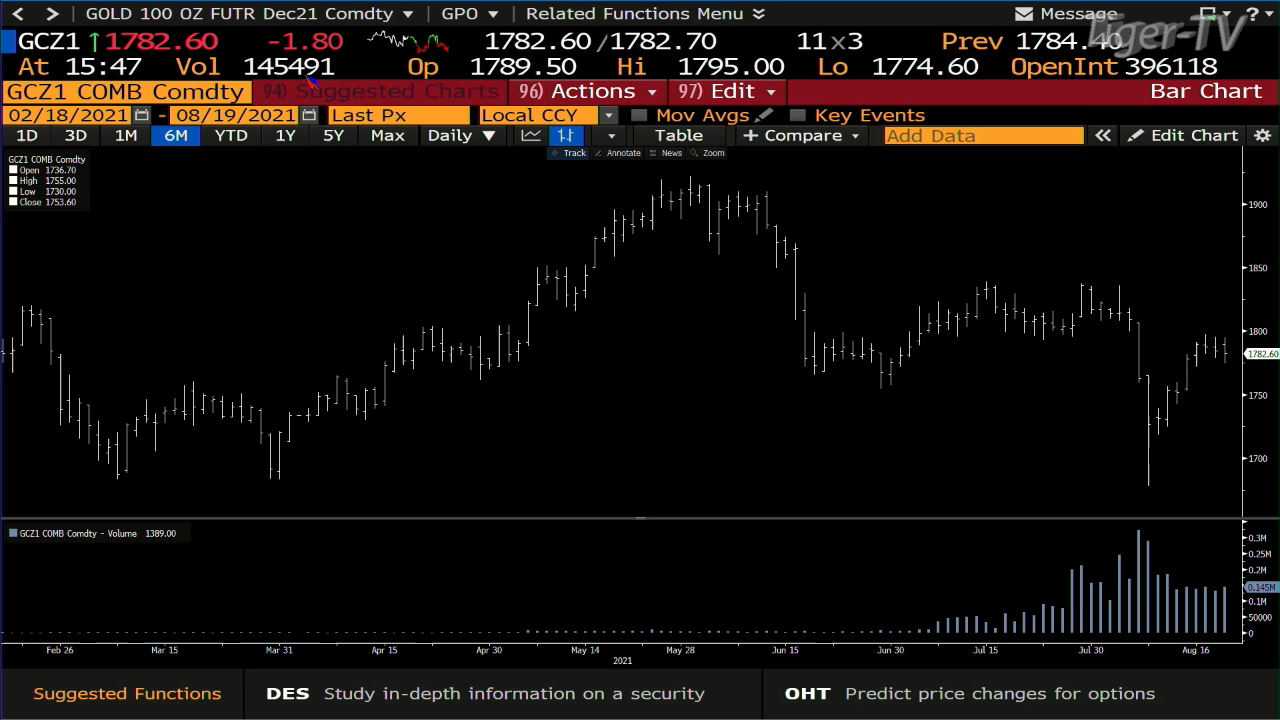 GOLD 100 OZ FUTR Dec21 Comdty GPO Related Functions Menu Message ?
GCZ1 ↑1782.60 -1.80 1782.60/1782.70 11×3 Prev 1784.40
At 15:47 Vol 145491 Op 1789.50 Hi 1795.00 Lo 1774.60 OpenInt 396118
GCZ1 COMB Comdty 94) Suggested Charts 96) Actions 97) Edit Bar Chart
02/18/2021 - 08/19/2021 Last Px Local CCY Mov Avgs Key Events
1D 3D 1M 6M YTD 1Y 5Y Max Daily Table + Compare Add Data Edit Chart
Track Annotate News Zoom
GCZ1 COMB Comdty
Open 1736.70
High 1755.00
Low 1730.00
Close 1753.60
1900
1850
1800
1782.60
1750
1700
GCZ1 COMB Comdty - Volume 1389.00
0.3M
0.25M
0.2M
0.145M
0.1M
50000
0
Feb 26 Mar 15 Mar 31 Apr 15 Apr 30 May 14 May 28 Jun 15 Jun 30 Jul 15 Jul 30 Aug 16
2021
Suggested Functions DES Study in-depth information on a security OHT Predict price changes for options